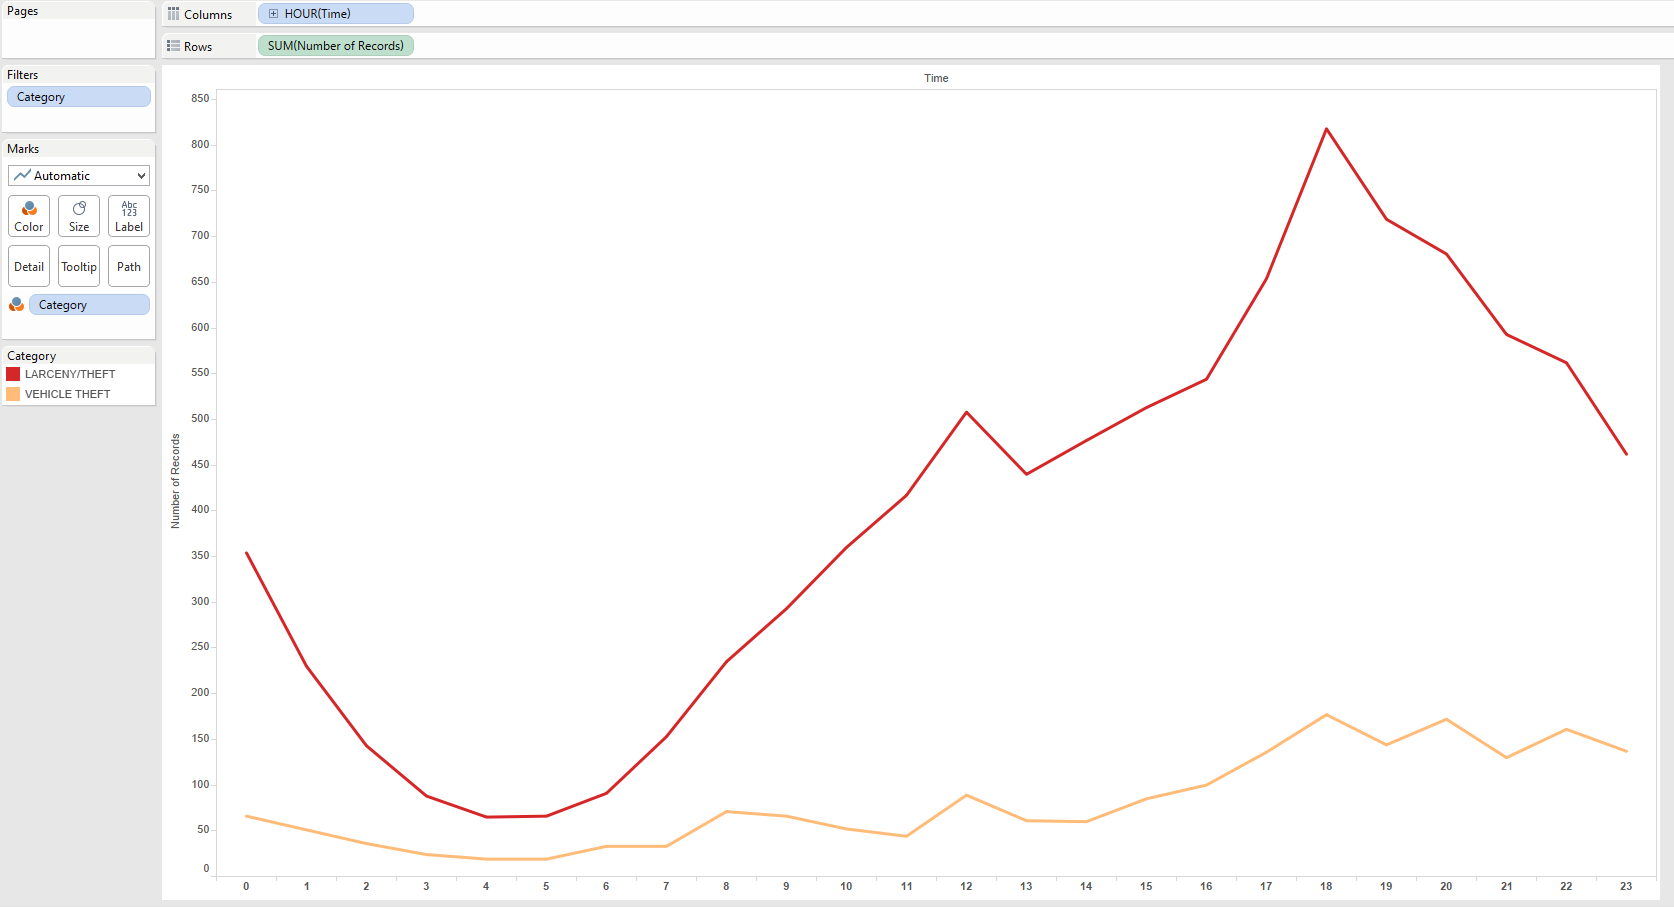 Pages
Columns
HOUR(Time)
Rows
SUM(Number of Records)
Filters
Category
Marks
Automatic
Color
Size
Abc
123
Label
Detail
Tooltip
Path
Category
Category
LARCENY/THEFT
VEHICLE THEFT
Time
Number of Records
850
800
750
700
650
600
550
500
450
400
350
300
250
200
150
100
50
0
0 1 2 3 4 5 6 7 8 9 10 11 12 13 14 15 16 17 18 19 20 21 22 23